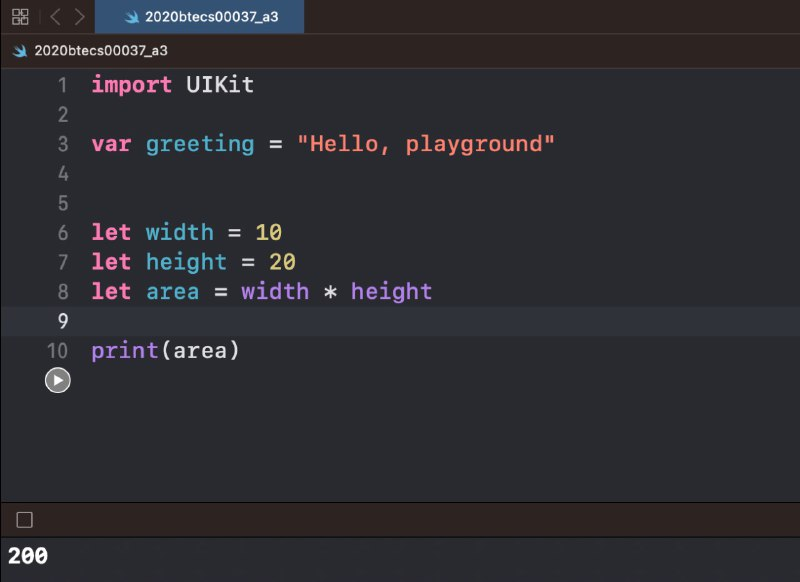 2020btecs00037_a3
2020btecs00037_a3
1 import UIKit
2
3 var greeting = "Hello, playground"
4
5
6 let width = 10
7 let height = 20
8 let area = width * height
9
10 print(area)
200